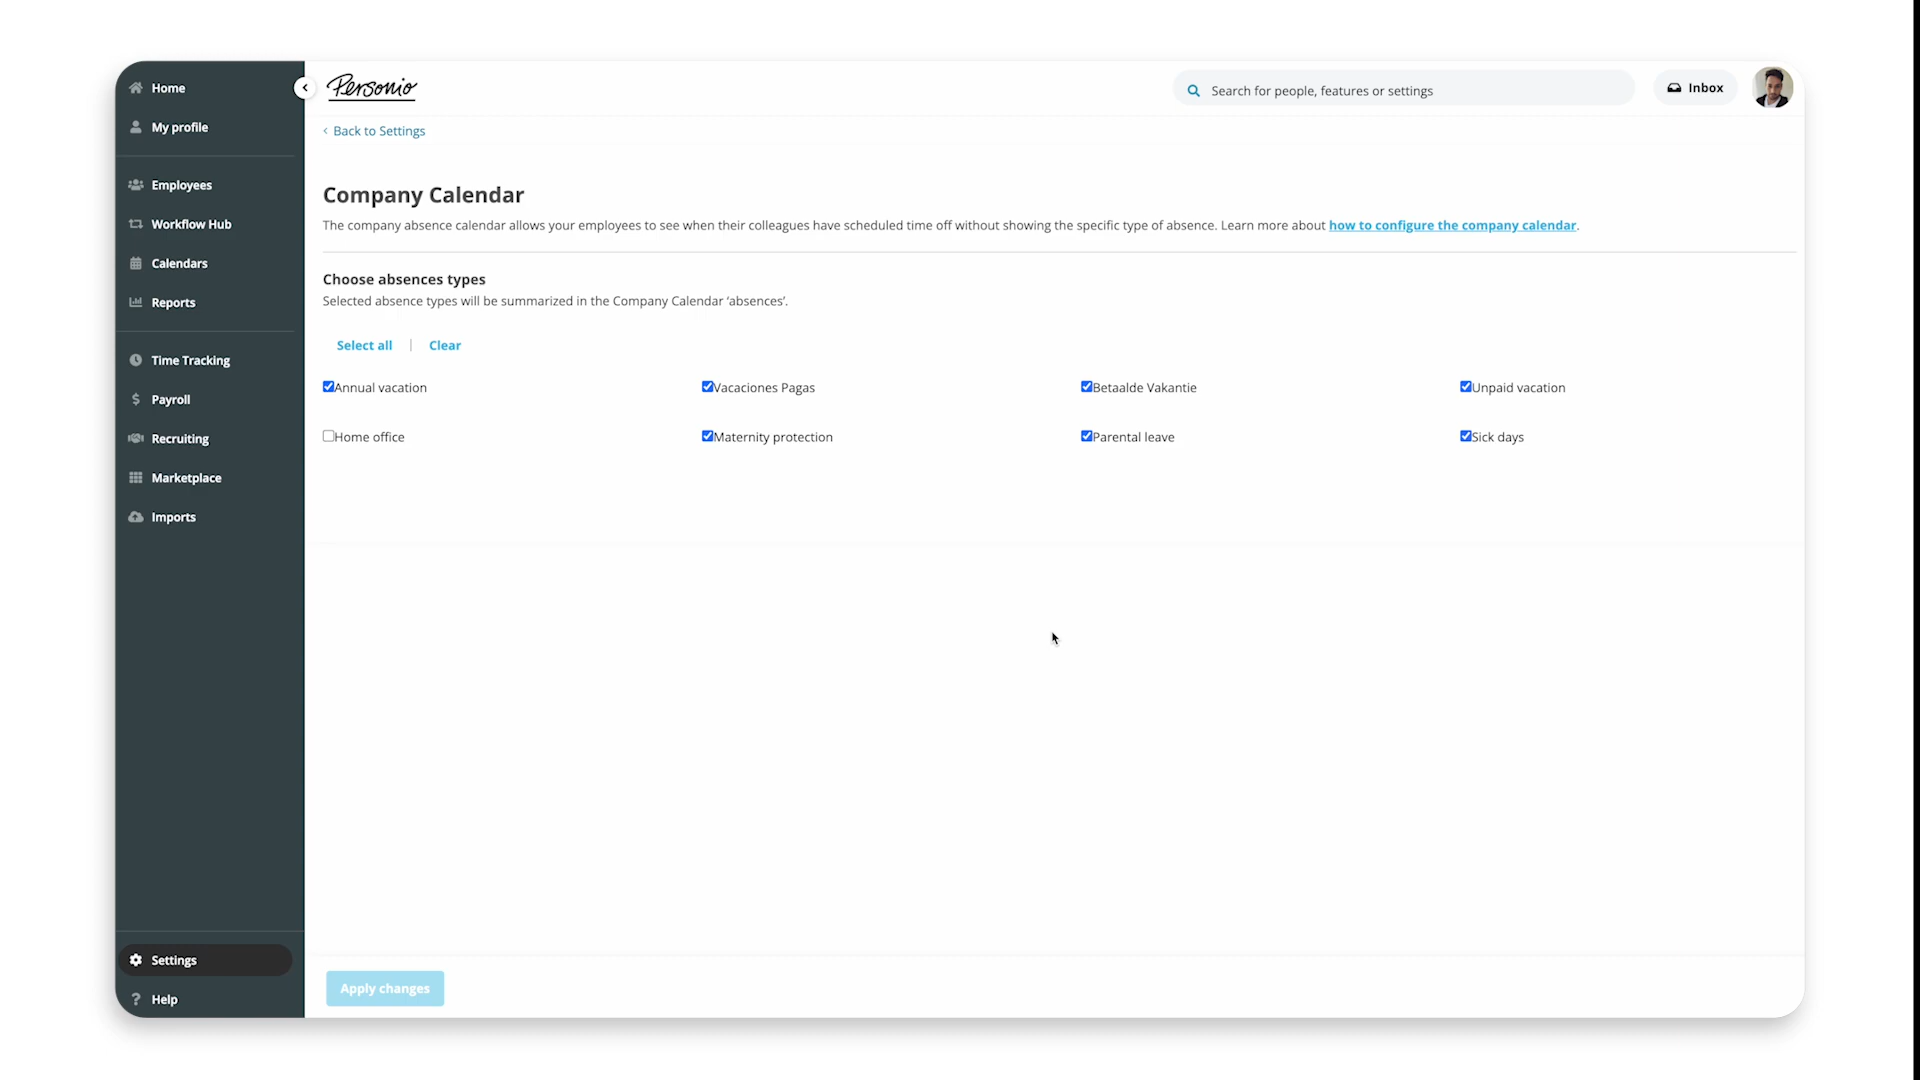 Home
My profile
Employees
Workflow Hub
Calendars
Reports
Time Tracking
Payroll
Recruiting
Marketplace
Imports
Settings
? Help
Personio
Search for people, features or settings
Inbox
Back to Settings
Company Calendar
The company absence calendar allows your employees to see when their colleagues have scheduled time off without showing the specific type of absence. Learn more about how to configure the company calendar.
Choose absences types
Selected absence types will be summarized in the Company Calendar ‘absences’.
Select all | Clear
Annual vacation Vacaciones Pagas Betaalde Vakantie Unpaid vacation
Home office Maternity protection Parental leave Sick days
Apply changes